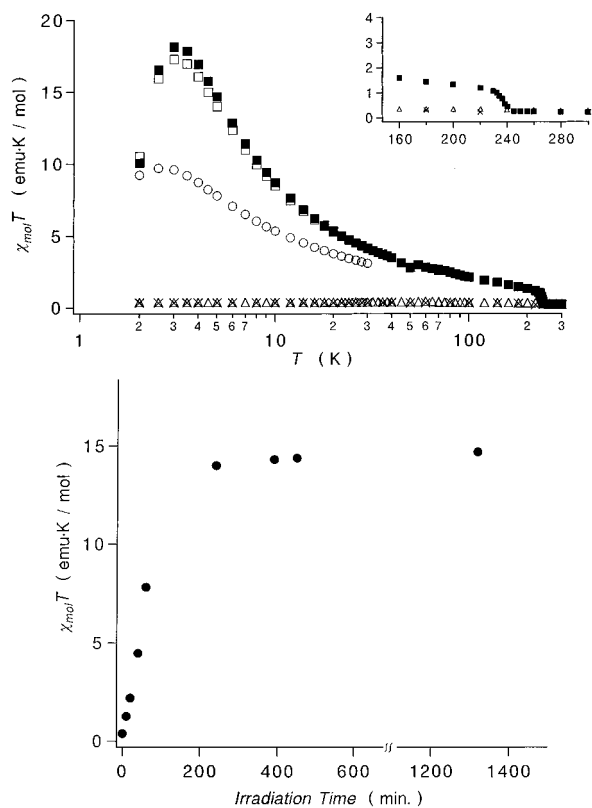 20
15
10
5
0
χmolT ( emu·K / mol )
2 3 4 5 6 7 2 3 4 5 6 7 2 3
1 10 100
T ( K )
4
3
2
1
0
160 200 240 280
15
10
5
0
χmolT ( emu·K / mol )
0 200 400 600 1200 1400
Irradiation Time ( min. )